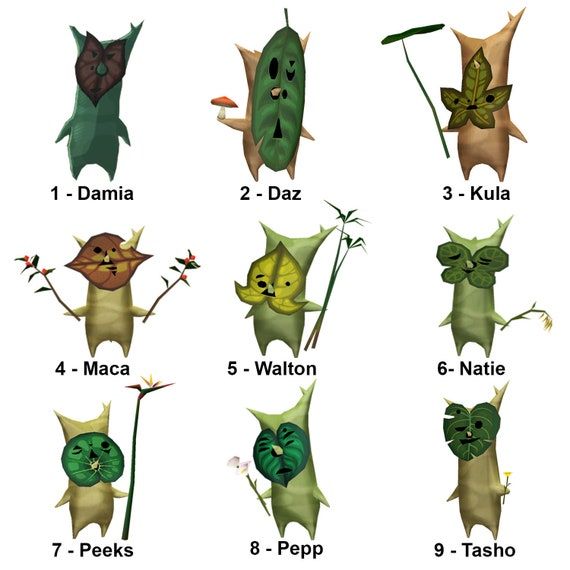 1 - Damia
2 - Daz
3 - Kula
4 - Maca
5 - Walton
6- Natie
7 - Peeks
8 - Pepp
9 - Tasho